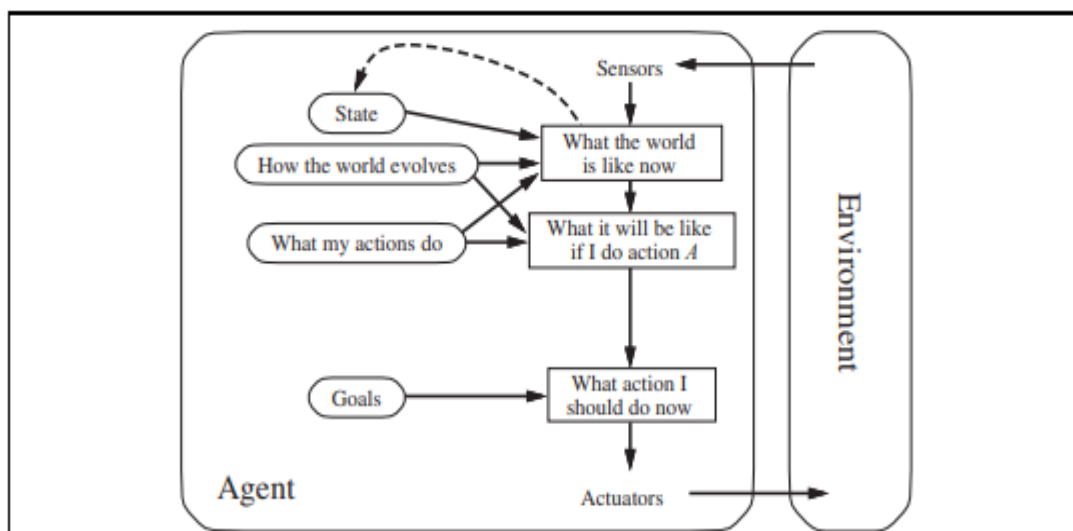 Sensors
State
What the world
is like now
How the world evolves
What it will be like
if I do action A
What my actions do
Environment
What action I
should do now
Goals
Agent
Actuators